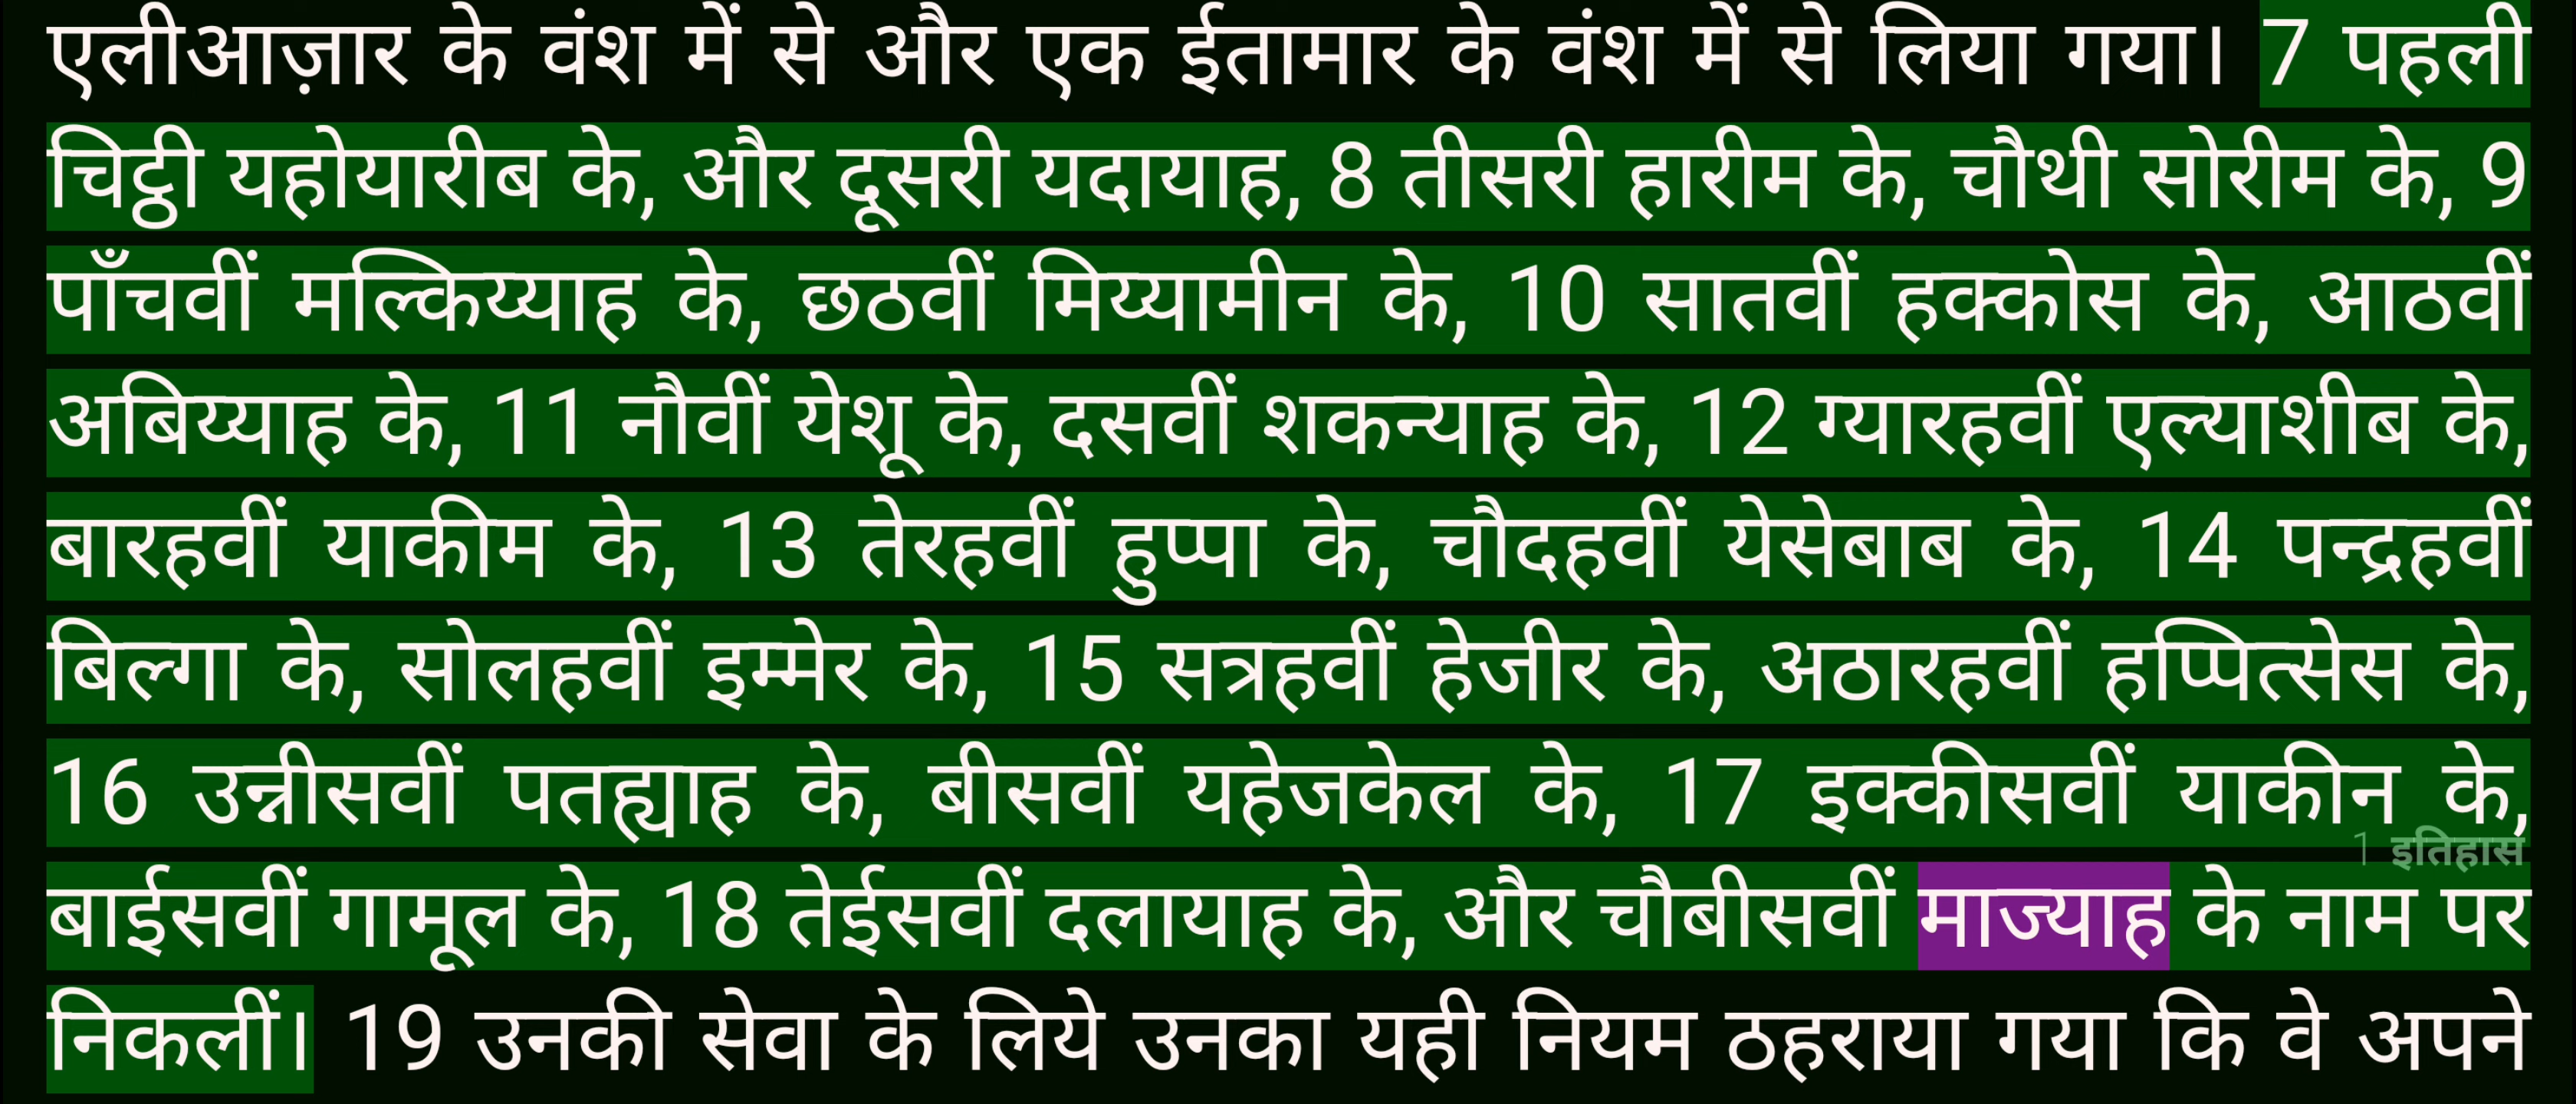 एलीआज़ार के वंश में से और एक ईतामार के वंश में से लिया गया। 7 पहली
चिट्ठी यहोयारीब के, और दूसरी यदायाह, 8 तीसरी हारीम के, चौथी सोरीम के, 9
पाँचवीं मल्किय्याह के, छठवीं मिय्यामीन के, 10 सातवीं हक्कोस के, आठवीं
अबिय्याह के, 11 नौवीं येशू के, दसवीं शकन्याह के, 12 ग्यारहवीं एल्याशीब के,
बारहवीं याकीम के, 13 तेरहवीं हुप्पा के, चौदहवीं येसेबाब के, 14 पन्द्रहवीं
बिल्गा के, सोलहवीं इम्मेर के, 15 सत्रहवीं हेजीर के, अठारहवीं हप्पित्सेस के,
16 उन्नीसवीं पतह्याह के, बीसवीं यहेजकेल के, 17 इक्कीसवीं याकीन के,
1 इतिहास
बाईसवीं गामूल के, 18 तेईसवीं दलायाह के, और चौबीसवीं माज्याह के नाम पर
निकलीं। 19 उनकी सेवा के लिये उनका यही नियम ठहराया गया कि वे अपने